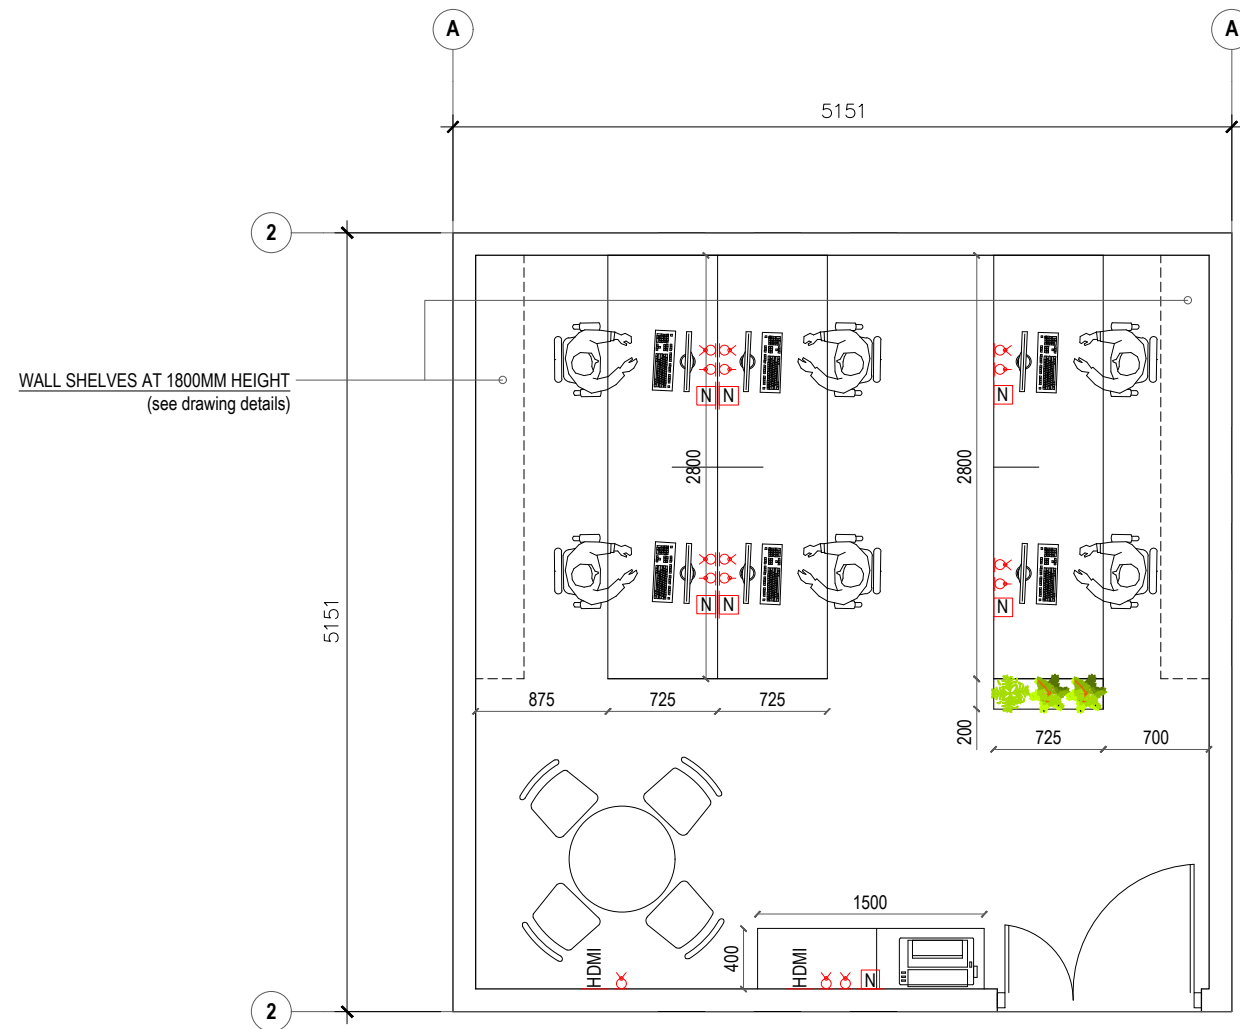 A A
5151
2
WALL SHELVES AT 1800MM HEIGHT
(see drawing details)
N N N
2800 2800
5151
N N N
875 725 725
200 725 700
1500
400
HDMI HDMI N
2